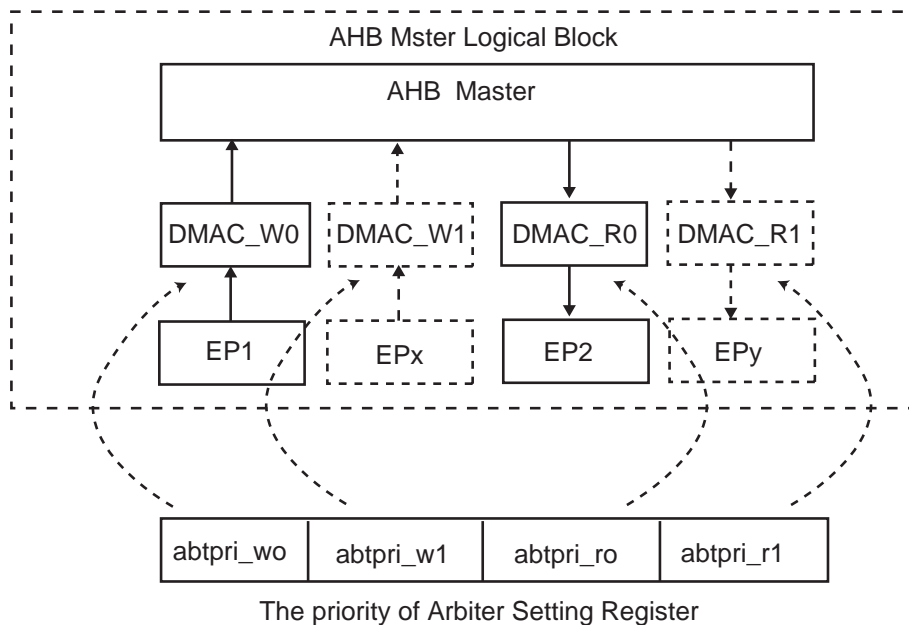 AHB Mster Logical Block
AHB Master
DMAC_W0 DMAC_W1 DMAC_R0 DMAC_R1
EP1 EPx EP2 EPy
abtpri_wo abtpri_w1 abtpri_ro abtpri_r1
The priority of Arbiter Setting Register